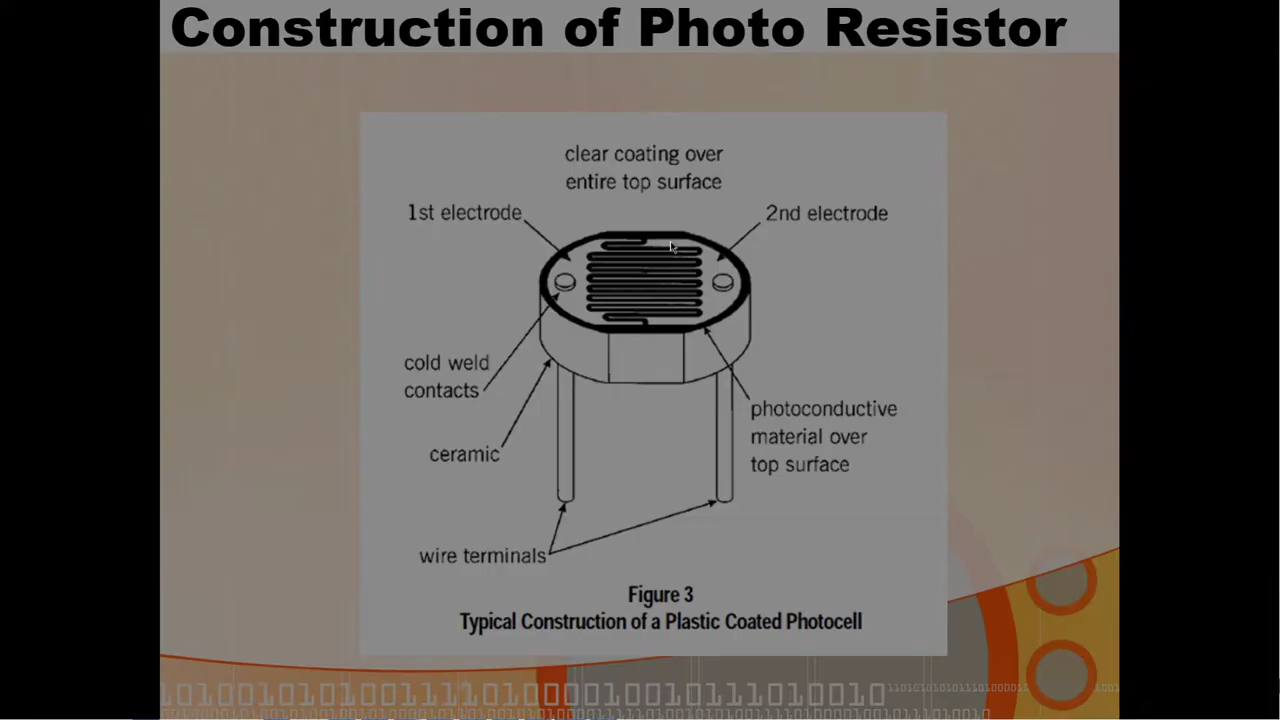 Construction of Photo Resistor
clear coating over
entire top surface
1st electrode
2nd electrode
cold weld
contacts
photoconductive
material over
top surface
ceramic
wire terminals
Figure 3
Typical Construction of a Plastic Coated Photocell